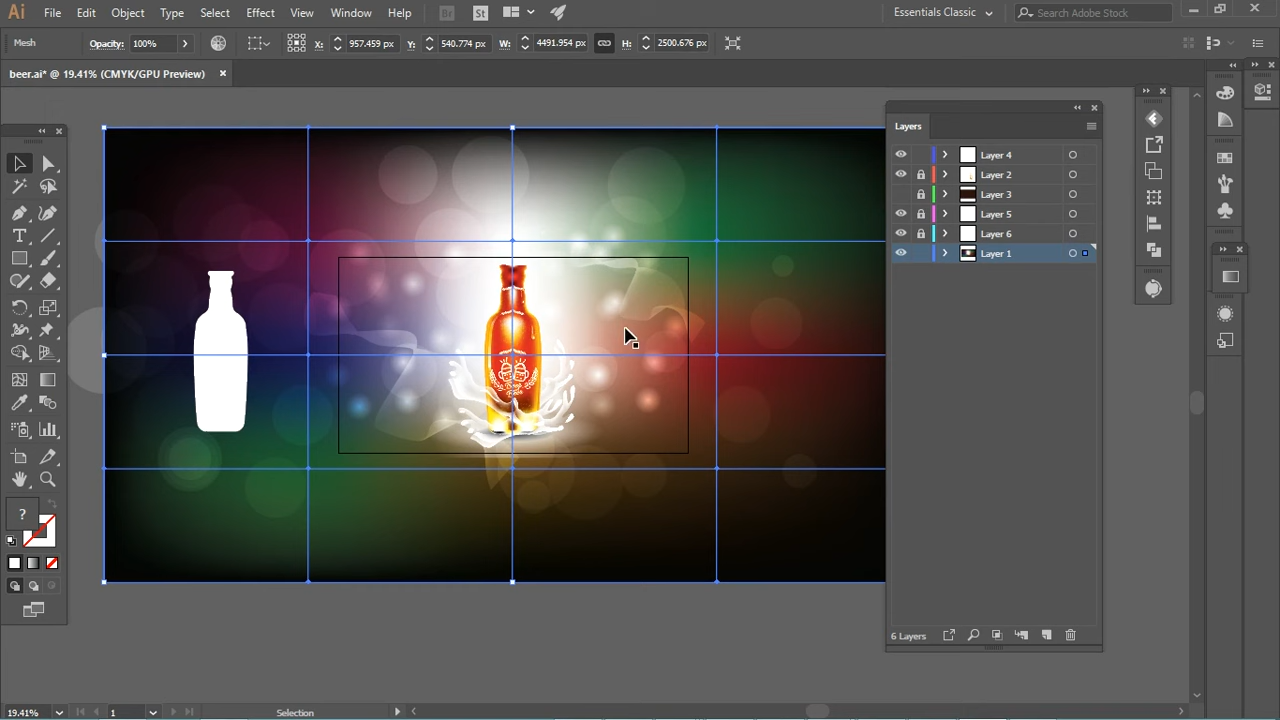 Ai File Edit Object Type Select Effect View Window Help Br St Essentials Classic Search Adobe Stock
Mesh Opacity: 100% X: 957.459 px Y: 540.774 px W: 4491.954 px H: 2500.676 px
beer.ai* @ 19.41% (CMYK/GPU Preview)
Layers
Layer 4
Layer 2
Layer 3
Layer 5
Layer 6
Layer 1
?
6 Layers
19.41% 1 Selection